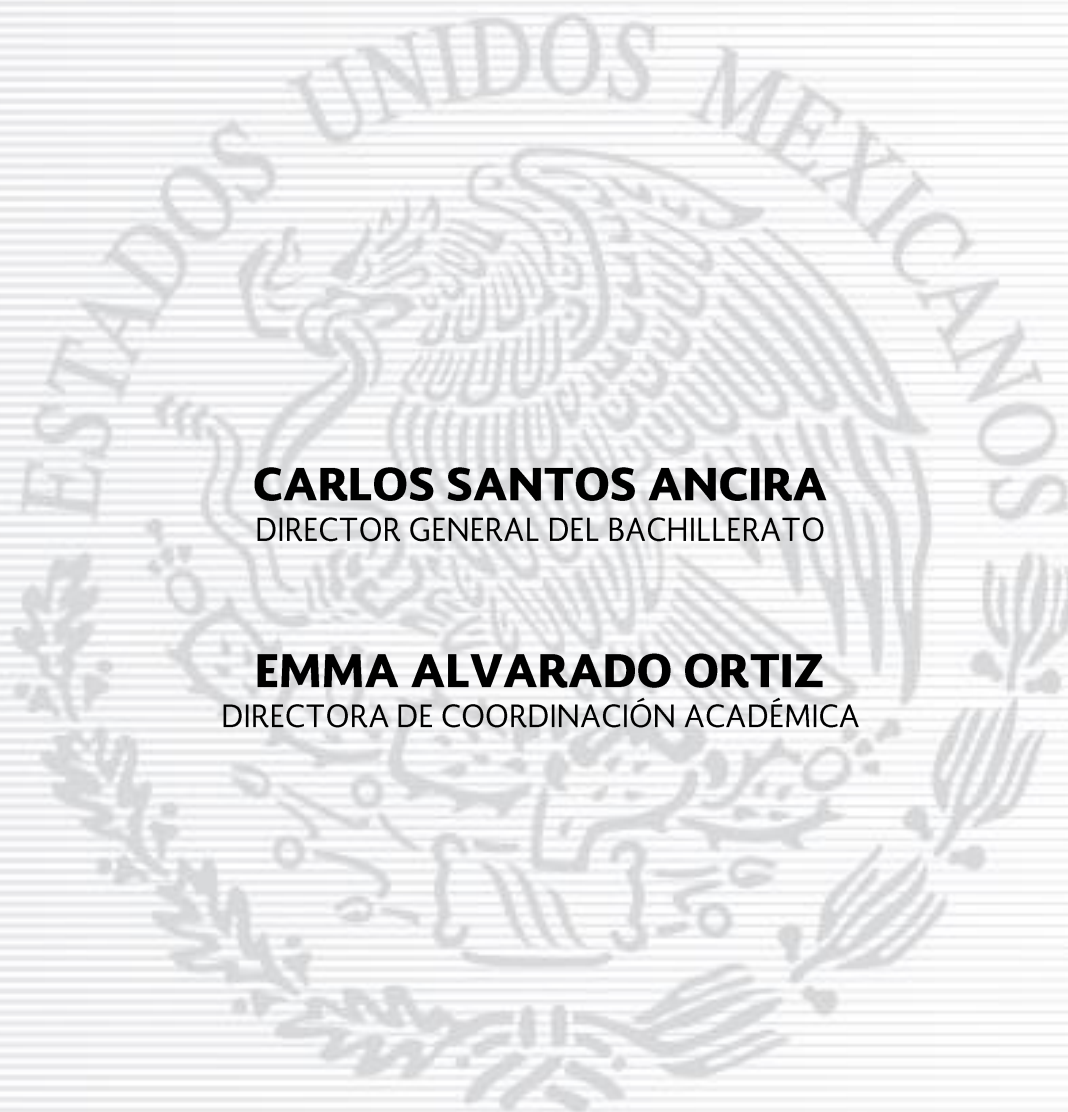 ESTADOS UNIDOS MEXICANOS
CARLOS SANTOS ANCIRA
DIRECTOR GENERAL DEL BACHILLERATO
EMMA ALVARADO ORTIZ
DIRECTORA DE COORDINACIÓN ACADÉMICA